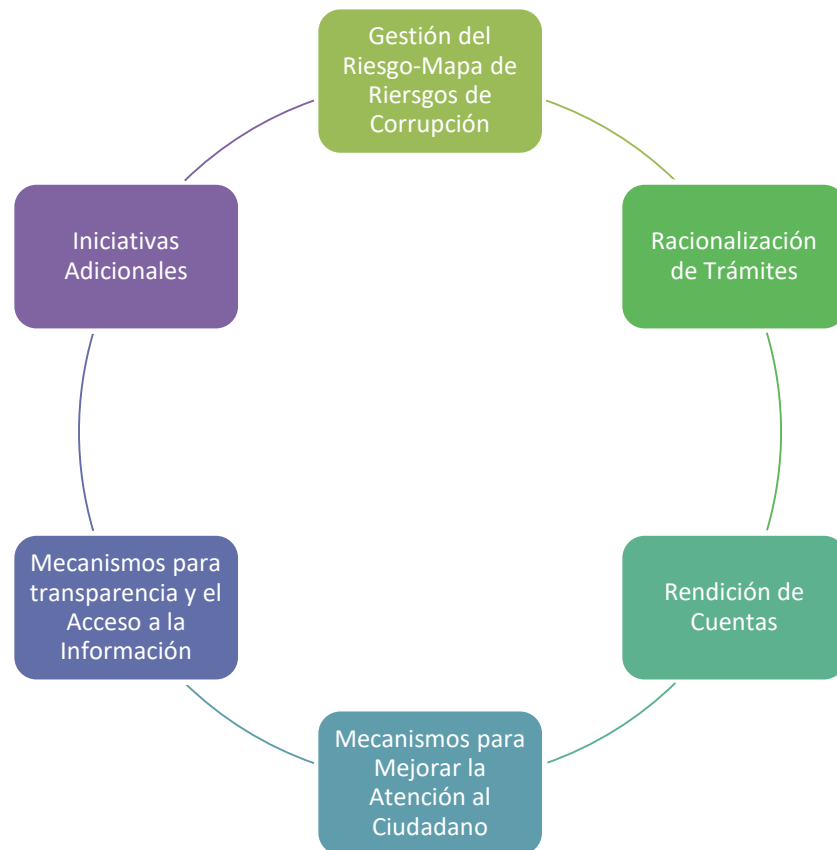 Gestión del
Riesgo-Mapa de
Riersgos de
Corrupción
Racionalización
de Trámites
Rendición de
Cuentas
Mecanismos para
Mejorar la
Atención al
Ciudadano
Mecanismos para
transparencia y el
Acceso a la
Información
Iniciativas
Adicionales